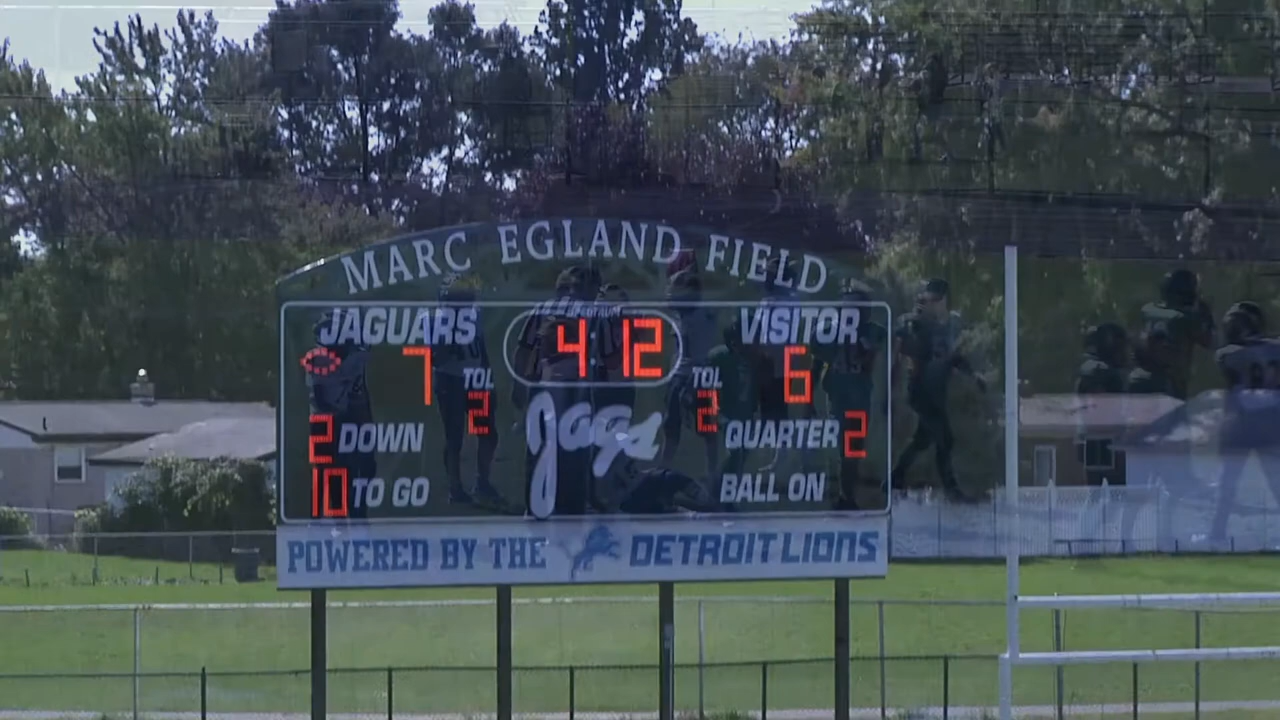 MARC EGLAND FIELD
JAGUARS SPECTRUM VISITOR
7 4 12 6
TOL TOL
2 2
2 DOWN Jags QUARTER 2
10 TO GO BALL ON
POWERED BY THE DETROIT LIONS